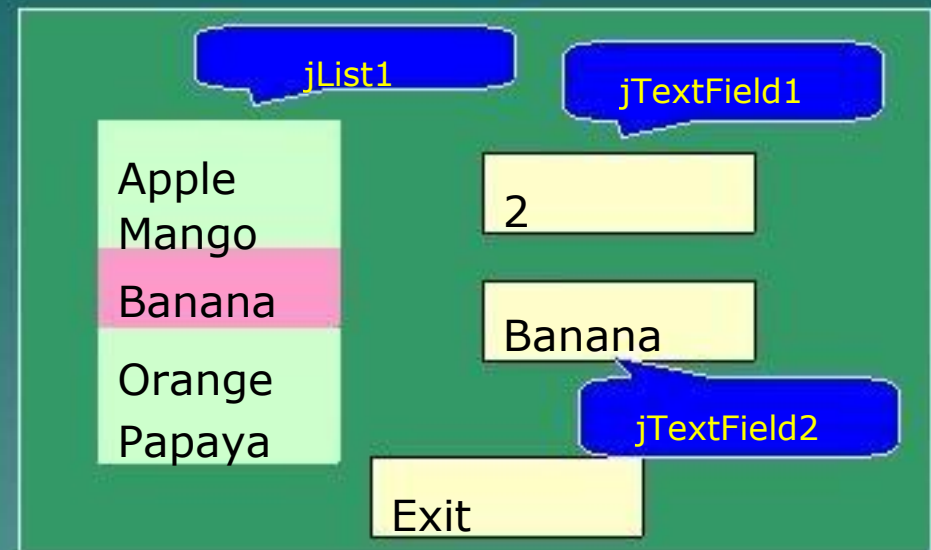 jList1
jTextField1
Apple
Mango
Banana
Orange
Papaya
2
Banana
jTextField2
Exit